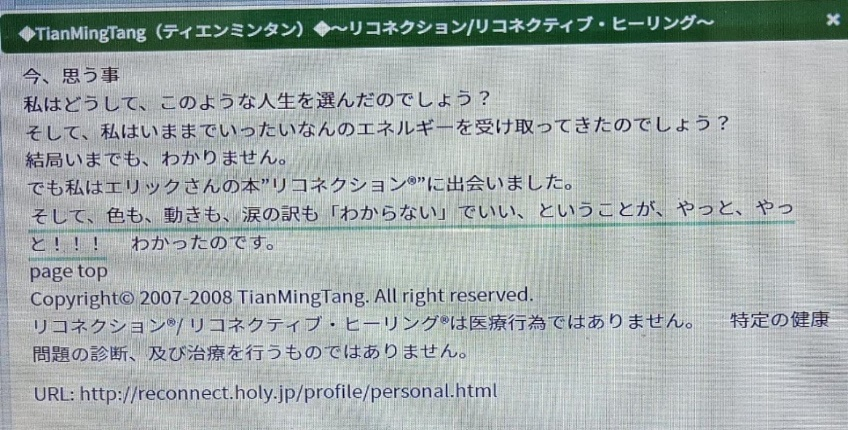 ◆TianMingTang（ティエンミンタン）◆～リコネクション/リコネクティブ・ヒーリング～
今、思う事
私はどうして、このような人生を選んだのでしょう？
そして、私はいままでいったいなんのエネルギーを受け取ってきたのでしょう？
結局いまでも、わかりません。
でも私はエリックさんの本”リコネクション®”に出会いました。
そして、色も、動きも、涙の訳も「わからない」でいい、ということが、やっと、やっ
と！！！　わかったのです。
page top
Copyright© 2007-2008 TianMingTang. All right reserved.
リコネクション®/ リコネクティブ・ヒーリング®は医療行為ではありません。　特定の健康
問題の診断、及び治療を行うものではありません。
URL: http://reconnect.holy.jp/profile/personal.html